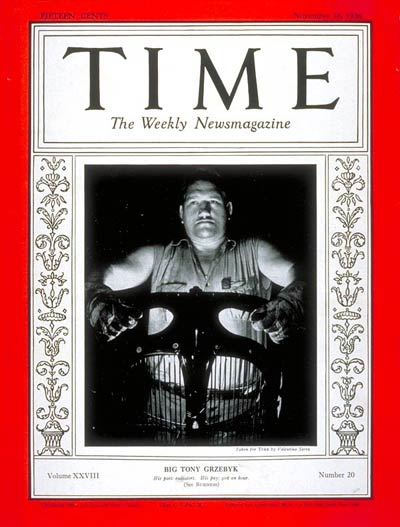 FIFTEEN CENTS November 16, 1936
TIME
The Weekly Newsmagazine
Taken for TIME by Valentino Sarra
BIG TONY GRZEBYK
His part: radiators. His pay: an hour.
Volume XXVIII (See BUSINESS) Number 20